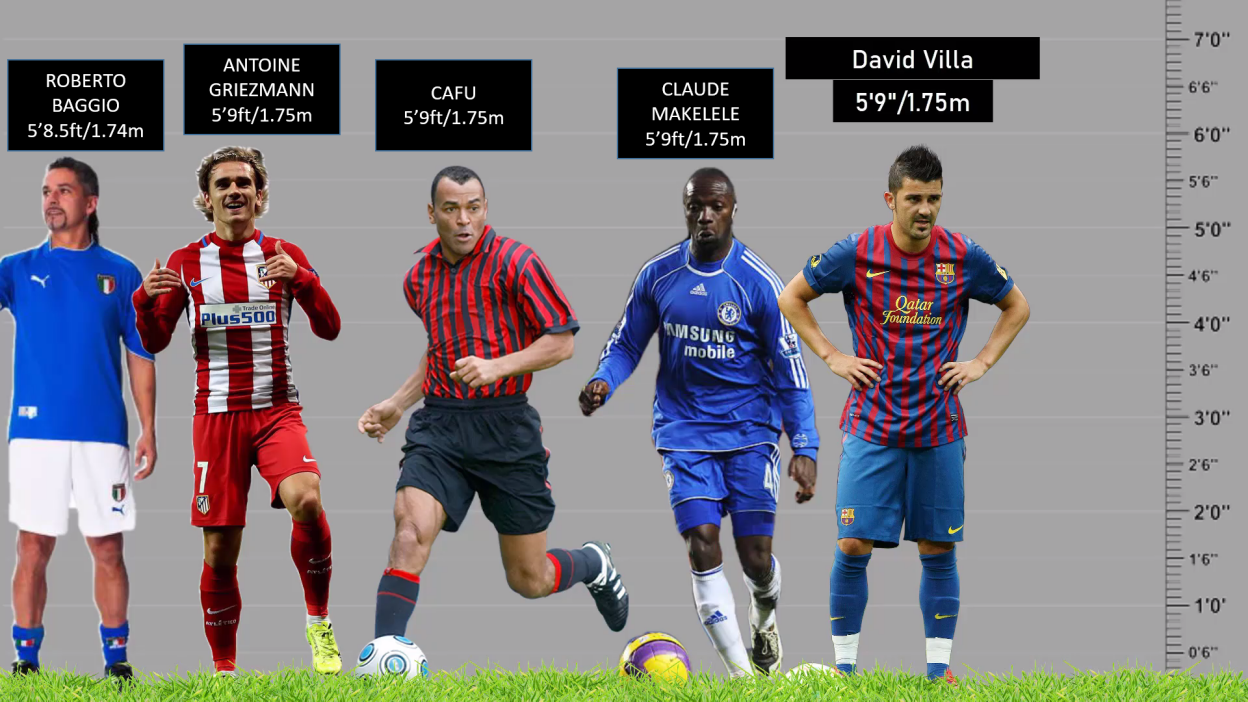 ROBERTO
BAGGIO
5’8.5ft/1.74m
ANTOINE
GRIEZMANN
5’9ft/1.75m
CAFU
5’9ft/1.75m
CLAUDE
MAKELELE
5’9ft/1.75m
David Villa
5'9"/1.75m
7'0"
6'6"
6'0"
5'6"
5'0"
4'6"
4'0"
3'6"
3'0"
2'6"
2'0"
1'6"
1'0'
0'6"
Plus500
7
SAMSUNG
mobile
4
Qatar
Foundation